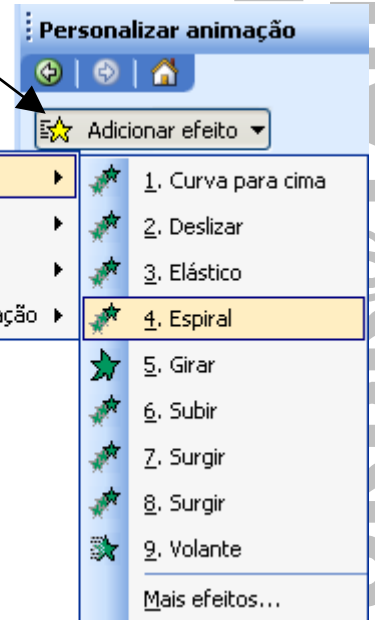 Personalizar animação
Adicionar efeito
1. Curva para cima
2. Deslizar
3. Elástico
ação
4. Espiral
5. Girar
6. Subir
7. Surgir
8. Surgir
9. Volante
Mais efeitos...